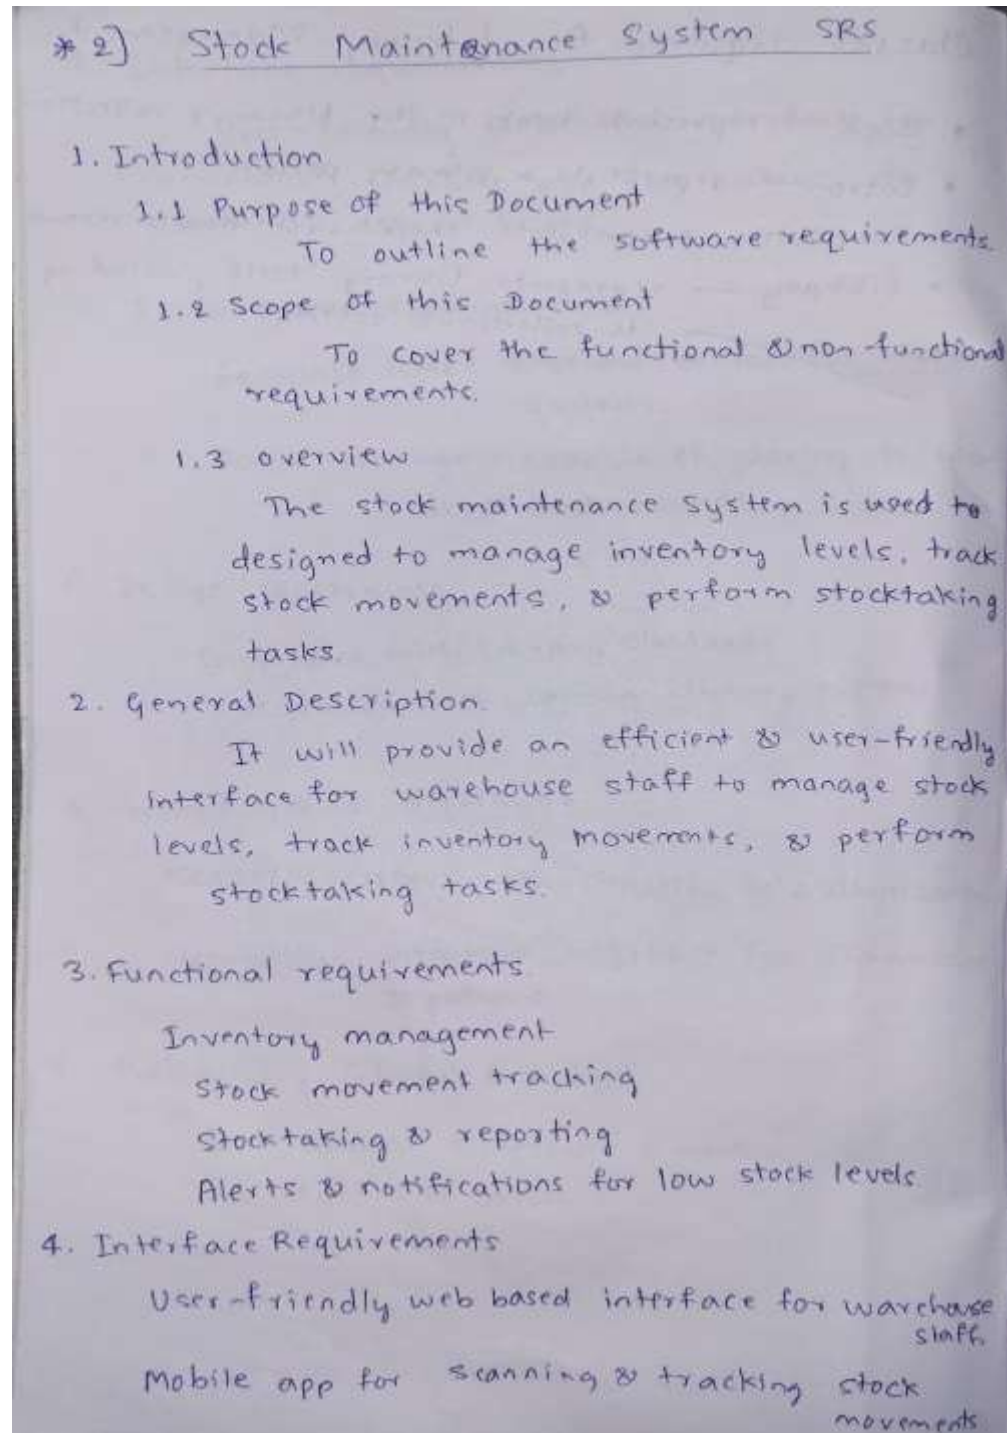 * 2] Stock Maintenance System SRS
1. Introduction
1.1 Purpose of this Document
To outline the software requirements.
1.2 Scope of this Document
To cover the functional & non-functional
requirements.
1.3 overview
The stock maintenance system is used to
designed to manage inventory levels, track
stock movements, & perform stocktaking
tasks.
2. General Description.
It will provide an efficient & user-friendly
interface for warehouse staff to manage stock
levels, track inventory movements, & perform
stocktaking tasks.
3. Functional requirements
Inventory management
Stock movement tracking
Stocktaking & reporting
Alerts & notifications for low stock levels
4. Interface Requirements
User-friendly web based interface for warehouse
staff.
Mobile app for scanning & tracking stock
movements